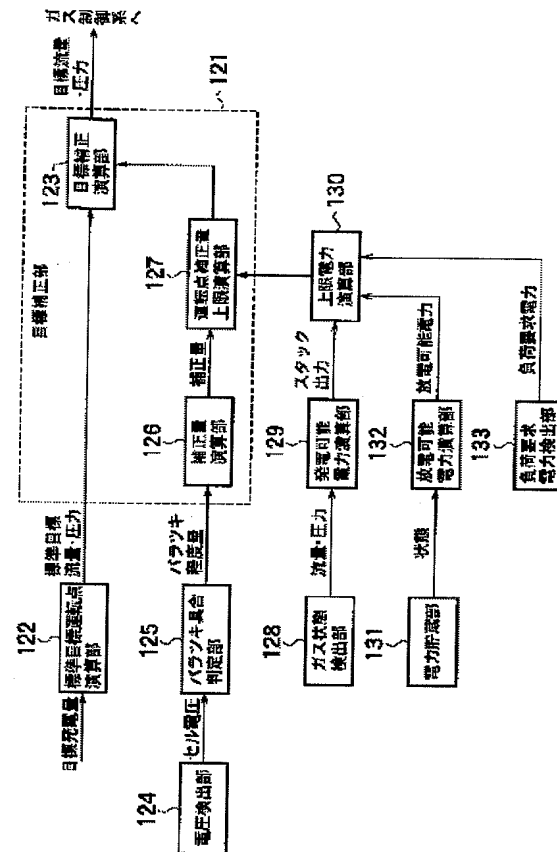 ガス制御系へ
目標流量
・圧力
121
目標補正部
123
目標補正
演算部
122
標準目標運転点
演算部
目標発電量
標準目標
流量・圧力
127
運転点補正量
上限演算部
補正量
126
補正量
演算部
バラツキ
程度量
125
バラツキ具合
判定部
セル電圧
124
電圧検出部
130
上限電力
演算部
スタック
出力
129
発電可能
電力演算部
流量・圧力
128
ガス状態
検出部
放電可能電力
132
放電可能
電力演算部
状態
131
電力貯蔵部
負荷要求電力
133
負荷要求
電力検出部